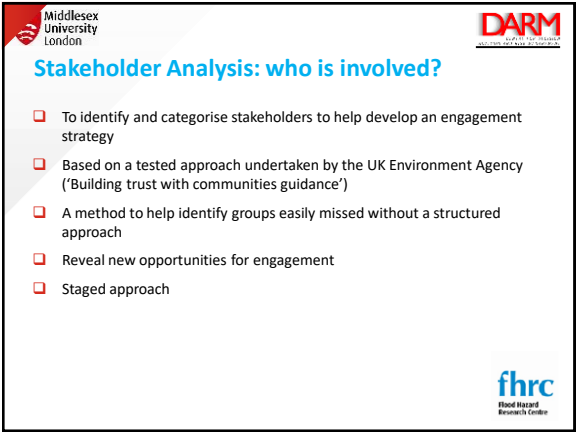 Middlesex
University
London
DARM
Stakeholder Analysis: who is involved?
❑ To identify and categorise stakeholders to help develop an engagement
strategy
❑ Based on a tested approach undertaken by the UK Environment Agency
(‘Building trust with communities guidance’)
❑ A method to help identify groups easily missed without a structured
approach
❑ Reveal new opportunities for engagement
❑ Staged approach
fhrc
Flood Hazard
Research Centre